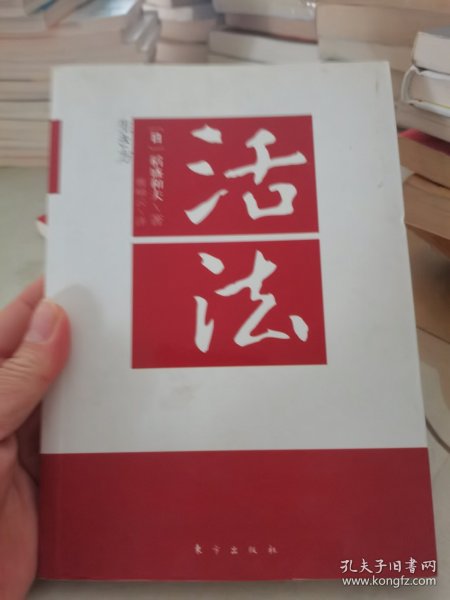 活
法
[日]稻盛和夫＼著
东方出版社
孔夫子旧书网
www.kongfz.com